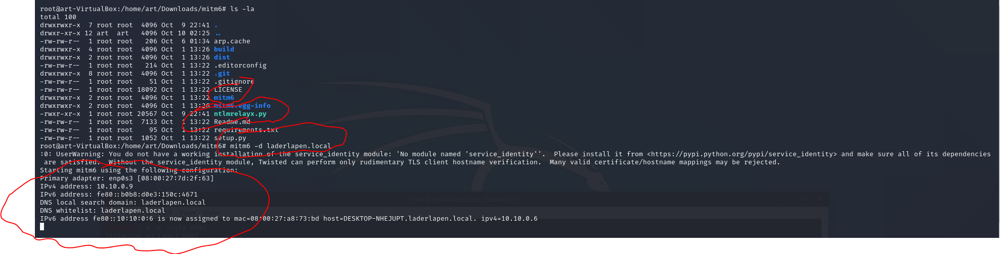 root@art-VirtualBox:/home/art/Downloads/mitm6# ls -la
total 100
drwxrwxr-x  7 root root  4096 Oct  9 22:41 .
drwxr-xr-x 12 art  art   4096 Oct 10 02:25 ..
-rw-rw-r--  1 root root   206 Oct  6 01:34 arp.cache
drwxrwxr-x  4 root root  4096 Oct  1 13:26 build
drwxrwxr-x  2 root root  4096 Oct  1 13:26 dist
-rw-rw-r--  1 root root   214 Oct  1 13:22 .editorconfig
drwxrwxr-x  8 root root  4096 Oct  1 13:22 .git
-rw-rw-r--  1 root root    51 Oct  1 13:22 .gitignore
-rw-rw-r--  1 root root 18092 Oct  1 13:22 LICENSE
drwxrwxr-x  2 root root  4096 Oct  1 13:22 mitm6
drwxrwxr-x  2 root root  4096 Oct  1 13:26 mitm6.egg-info
-rwxr-xr-x  1 root root 20567 Oct  9 22:41 ntlmrelayx.py
-rw-rw-r--  1 root root  7133 Oct  1 13:22 Readme.md
-rw-rw-r--  1 root root    95 Oct  1 13:22 requirements.txt
-rw-rw-r--  1 root root  1052 Oct  1 13:22 setup.py
root@art-VirtualBox:/home/art/Downloads/mitm6# mitm6 -d laderlapen.local
:0: UserWarning: You do not have a working installation of the service_identity module: 'No module named 'service_identity''.  Please install it from <https://pypi.python.org/pypi/service_identity> and make sure all of its dependencies
 are satisfied.  Without the service_identity module, Twisted can perform only rudimentary TLS client hostname verification.  Many valid certificate/hostname mappings may be rejected.
Starting mitm6 using the following configuration:
Primary adapter: enp0s3 [08:00:27:7d:2f:63]
IPv4 address: 10.10.0.9
IPv6 address: fe80::b0b8:d0e3:150c:4671
DNS local search domain: laderlapen.local
DNS whitelist: laderlapen.local
IPv6 address fe80::10:10:0:6 is now assigned to mac=08:00:27:a8:73:bd host=DESKTOP-NHEJUPT.laderlapen.local. ipv4=10.10.0.6